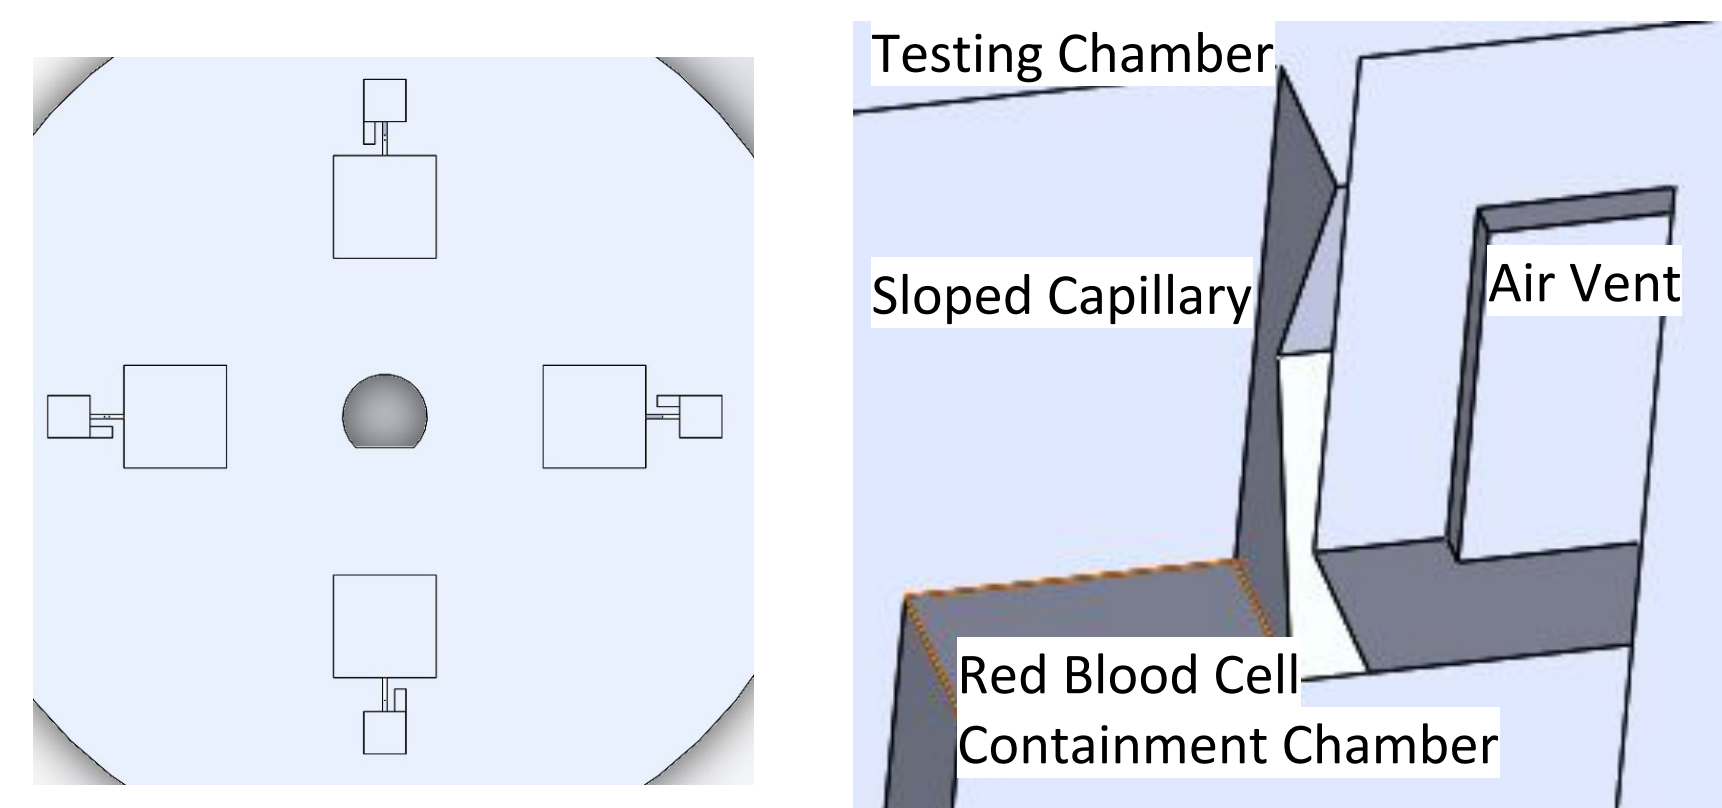 Testing Chamber
Sloped Capillary
Air Vent
Red Blood Cell
Containment Chamber